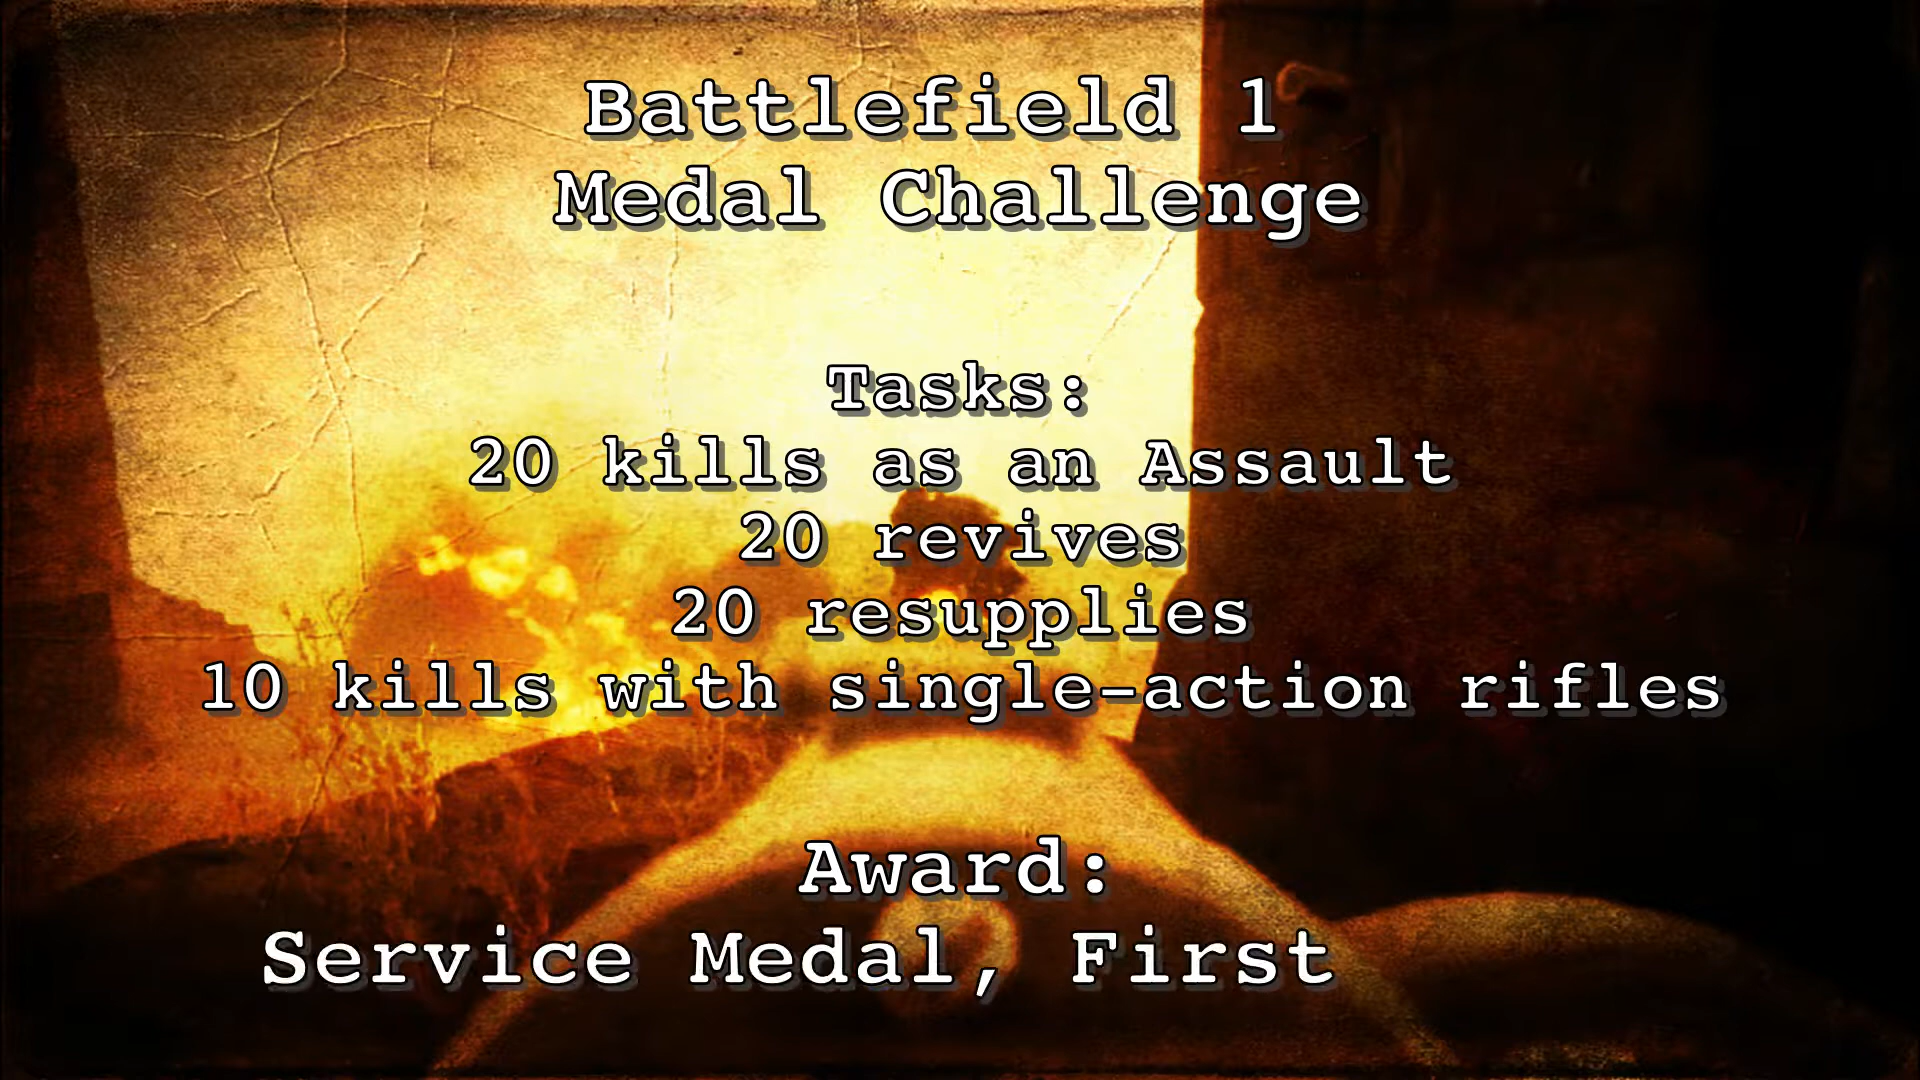 Battlefield 1
Medal Challenge
Tasks:
20 kills as an Assault
20 revives
20 resupplies
10 kills with single-action rifles
Award:
Service Medal, First